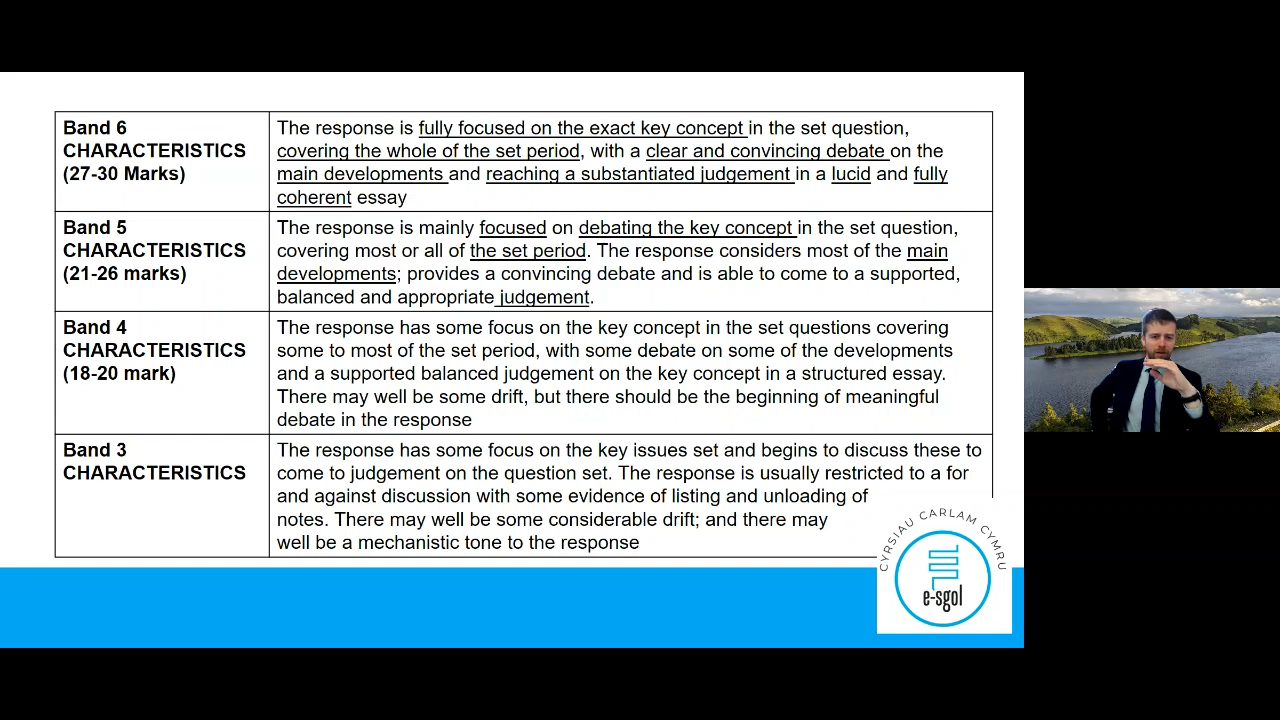 Band 6
CHARACTERISTICS
(27-30 Marks)
The response is fully focused on the exact key concept in the set question,
covering the whole of the set period, with a clear and convincing debate on the
main developments and reaching a substantiated judgement in a lucid and fully
coherent essay
Band 5
CHARACTERISTICS
(21-26 marks)
The response is mainly focused on debating the key concept in the set question,
covering most or all of the set period. The response considers most of the main
developments; provides a convincing debate and is able to come to a supported,
balanced and appropriate judgement.
Band 4
CHARACTERISTICS
(18-20 mark)
The response has some focus on the key concept in the set questions covering
some to most of the set period, with some debate on some of the developments
and a supported balanced judgement on the key concept in a structured essay.
There may well be some drift, but there should be the beginning of meaningful
debate in the response
Band 3
CHARACTERISTICS
The response has some focus on the key issues set and begins to discuss these to
come to judgement on the question set. The response is usually restricted to a for
and against discussion with some evidence of listing and unloading of
notes. There may well be some considerable drift; and there may
well be a mechanistic tone to the response
CYRSIAU CARLAM CYMRU
e-sgol